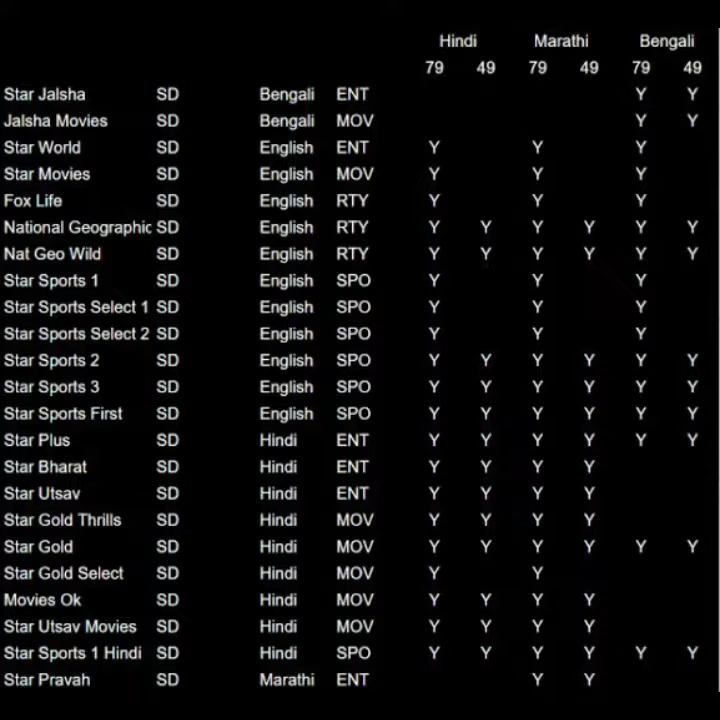 Hindi Marathi Bengali
79 49 79 49 79 49
Star Jalsha SD Bengali ENT Y Y
Jalsha Movies SD Bengali MOV Y Y
Star World SD English ENT Y Y Y
Star Movies SD English MOV Y Y Y
Fox Life SD English RTY Y Y Y
National Geographic SD English RTY Y Y Y Y Y Y
Nat Geo Wild SD English RTY Y Y Y Y Y Y
Star Sports 1 SD English SPO Y Y Y
Star Sports Select 1 SD English SPO Y Y Y
Star Sports Select 2 SD English SPO Y Y Y
Star Sports 2 SD English SPO Y Y Y Y Y Y
Star Sports 3 SD English SPO Y Y Y Y Y Y
Star Sports First SD English SPO Y Y Y Y Y Y
Star Plus SD Hindi ENT Y Y Y Y Y Y
Star Bharat SD Hindi ENT Y Y Y Y
Star Utsav SD Hindi ENT Y Y Y Y
Star Gold Thrills SD Hindi MOV Y Y Y Y
Star Gold SD Hindi MOV Y Y Y Y Y Y
Star Gold Select SD Hindi MOV Y Y
Movies Ok SD Hindi MOV Y Y Y Y
Star Utsav Movies SD Hindi MOV Y Y Y Y
Star Sports 1 Hindi SD Hindi SPO Y Y Y Y Y Y
Star Pravah SD Marathi ENT Y Y